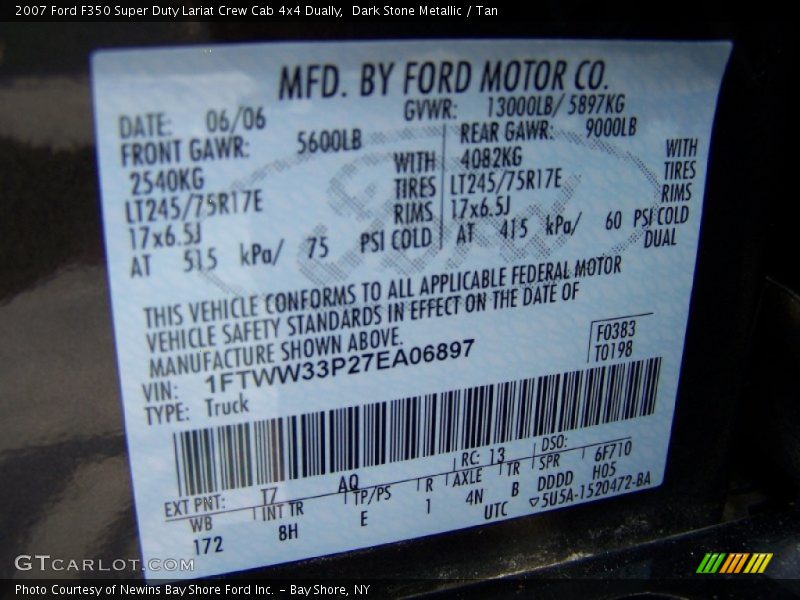 2007 Ford F350 Super Duty Lariat Crew Cab 4x4 Dually, Dark Stone Metallic / Tan
MFD. BY FORD MOTOR CO.
DATE: 06/06 GVWR: 13000LB/ 5897KG
FRONT GAWR: 5600LB REAR GAWR: 9000LB
2540KG WITH 4082KG WITH
LT245/75R17E TIRES LT245/75R17E TIRES
17x6.5J RIMS 17x6.5J RIMS
AT 515 kPa/ 75 PSI COLD AT 415 kPa/ 60 PSI COLD
DUAL
THIS VEHICLE CONFORMS TO ALL APPLICABLE FEDERAL MOTOR
VEHICLE SAFETY STANDARDS IN EFFECT ON THE DATE OF
MANUFACTURE SHOWN ABOVE.
VIN: 1FTWW33P27EA06897
TYPE: Truck
F0383
T0198
EXT PNT: T7 AQ RC: 13 DSO:
WB INT TR TP/PS R AXLE TR SPR 6F710
172 8H E 1 4N B DDDD H05
UTC ▽5U5A-1520472-BA
Ford
GTCarlot.com
Photo Courtesy of Newins Bay Shore Ford Inc. - Bay Shore, NY